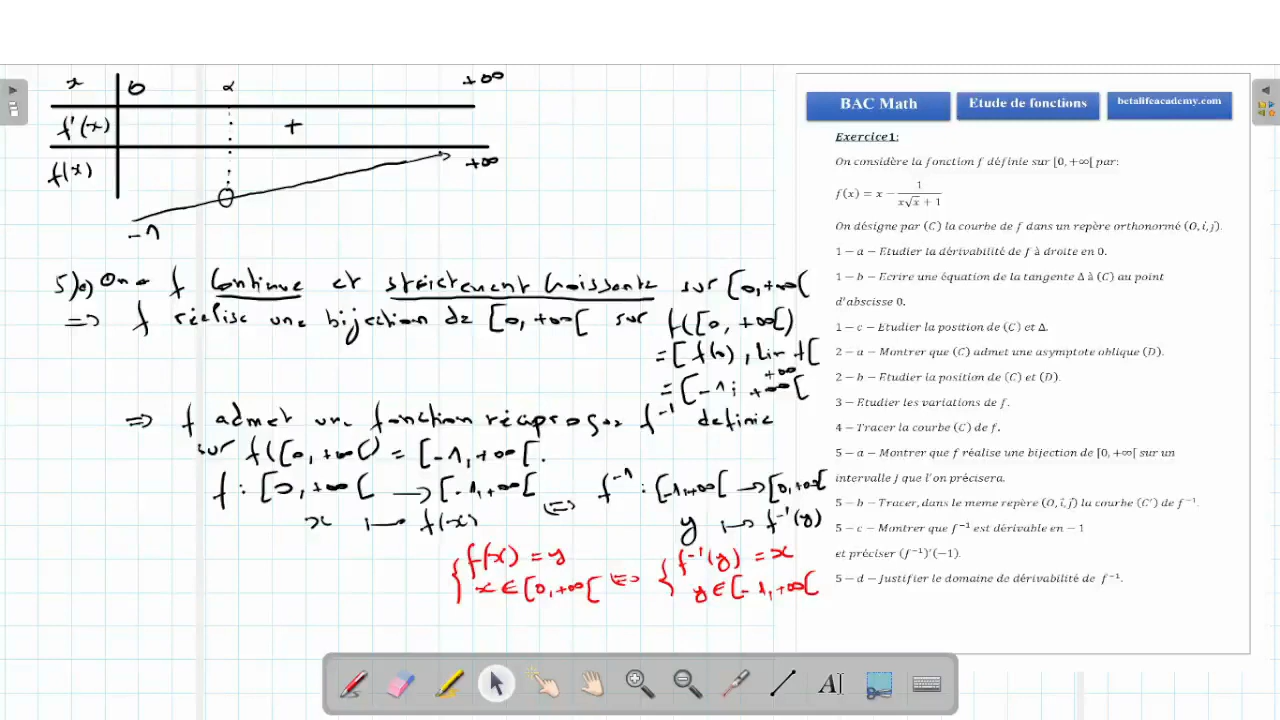 x 0 α +∞
f'(x) +
f(x) +∞
0
-1
5)a) On a f continue et strictement croissante sur [0,+∞[
=> f réalise une bijection de [0,+∞[ sur f([0,+∞[)
=[f(0), lim f[
+∞
=[-1; +∞[
=> f admet une fonction réciproque f⁻¹ définie
sur f([0,+∞[) = [-1,+∞[.
f : [0,+∞[ → [-1,+∞[ <=> f⁻¹ : [-1,+∞[ → [0,+∞[
x ↦ f(x) y ↦ f⁻¹(y)
{ f(x) = y { f⁻¹(y) = x
x ∈ [0,+∞[ <=> y ∈ [-1,+∞[
BAC Math Etude de fonctions betalifeacademy.com
Exercice1:
On considère la fonction f définie sur [0,+∞[ par:
f(x) = x − 1/(x√x + 1)
On désigne par (C) la courbe de f dans un repère orthonormé (O,i,j).
1 − a − Etudier la dérivabilité de f à droite en 0.
1 − b − Ecrire une équation de la tangente Δ à (C) au point
d'abscisse 0.
1 − c − Etudier la position de (C) et Δ.
2 − a − Montrer que (C) admet une asymptote oblique (D).
2 − b − Etudier la position de (C) et (D).
3 − Etudier les variations de f.
4 − Tracer la courbe (C) de f.
5 − a − Montrer que f réalise une bijection de [0,+∞[ sur un
intervalle j que l'on précisera.
5 − b − Tracer, dans le meme repère (O,i,j) la courbe (C') de f⁻¹.
5 − c − Montrer que f⁻¹ est dérivable en − 1
et préciser (f⁻¹)'(−1).
5 − d − Justifier le domaine de dérivabilité de f⁻¹.
AI